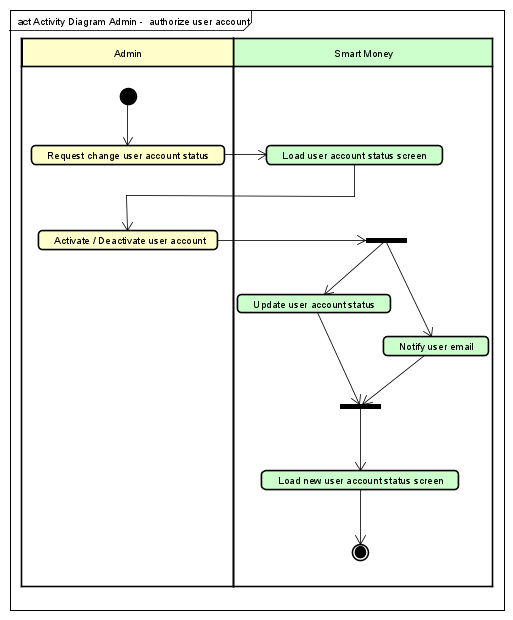 act Activity Diagram Admin - authorize user account
Admin
Smart Money
Request change user account status
Load user account status screen
Activate / Deactivate user account
Update user account status
Notify user email
Load new user account status screen